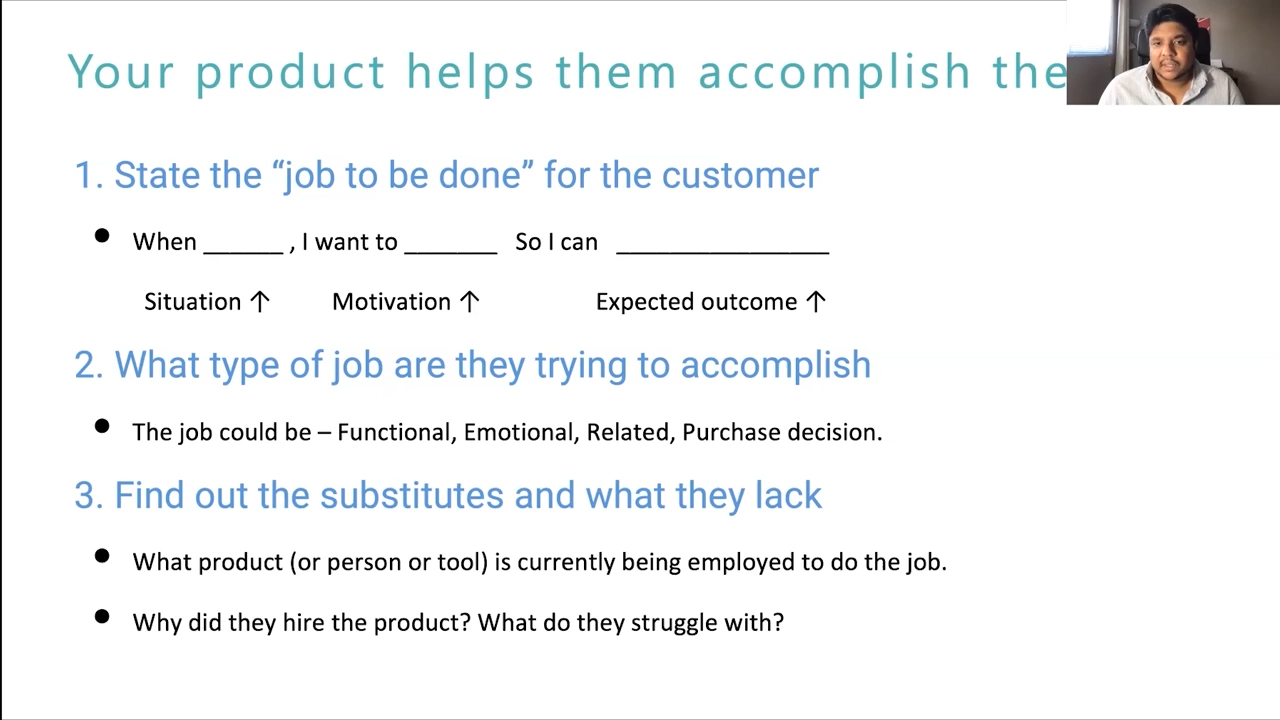 Your product helps them accomplish the
1. State the “job to be done” for the customer
● When ______ , I want to _______ So I can ________________
Situation ↑ Motivation ↑ Expected outcome ↑
2. What type of job are they trying to accomplish
● The job could be – Functional, Emotional, Related, Purchase decision.
3. Find out the substitutes and what they lack
● What product (or person or tool) is currently being employed to do the job.
● Why did they hire the product? What do they struggle with?